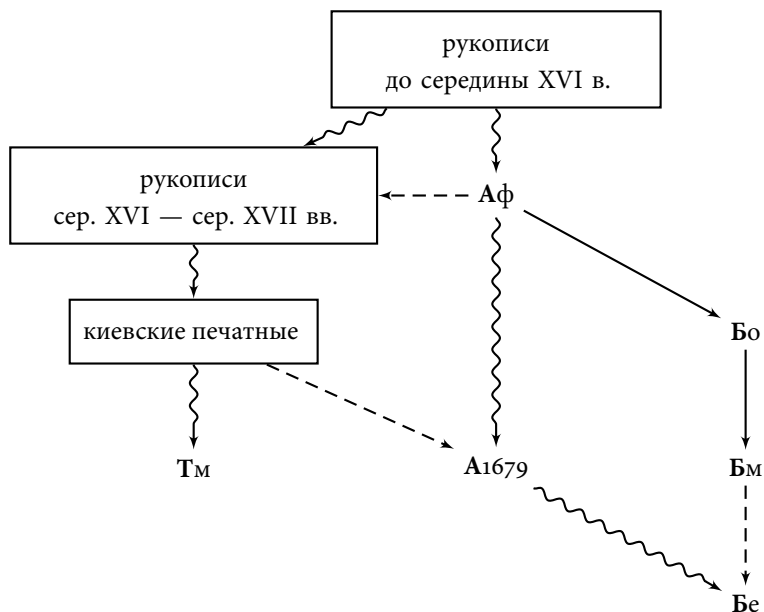 рукописи
до середины XVI в.
рукописи
сер. XVI — сер. XVII вв.
Аф
киевские печатные
Бо
Тм
А1679
Бм
Бе